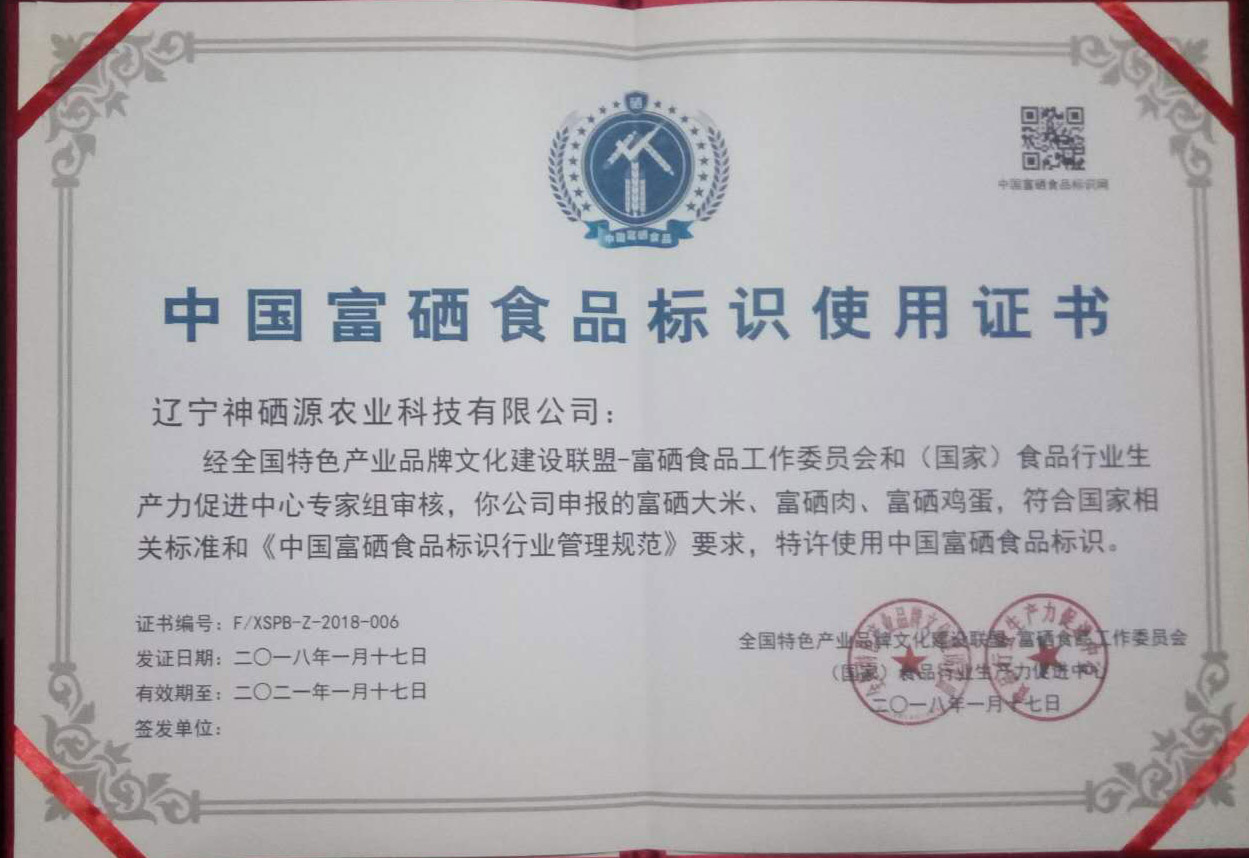 硒
中国富硒食品
中国富硒食品标识网
中国富硒食品标识使用证书
辽宁神硒源农业科技有限公司：
经全国特色产业品牌文化建设联盟-富硒食品工作委员会和（国家）食品行业生
产力促进中心专家组审核，你公司申报的富硒大米、富硒肉、富硒鸡蛋，符合国家相
关标准和《中国富硒食品标识行业管理规范》要求，特许使用中国富硒食品标识。
证书编号：F/XSPB-Z-2018-006
发证日期：二〇一八年一月十七日
有效期至：二〇二一年一月十七日
签发单位：
全国特色产业品牌文化建设联盟-富硒食品工作委员会
（国家）食品行业生产力促进中心
二〇一八年一月十七日